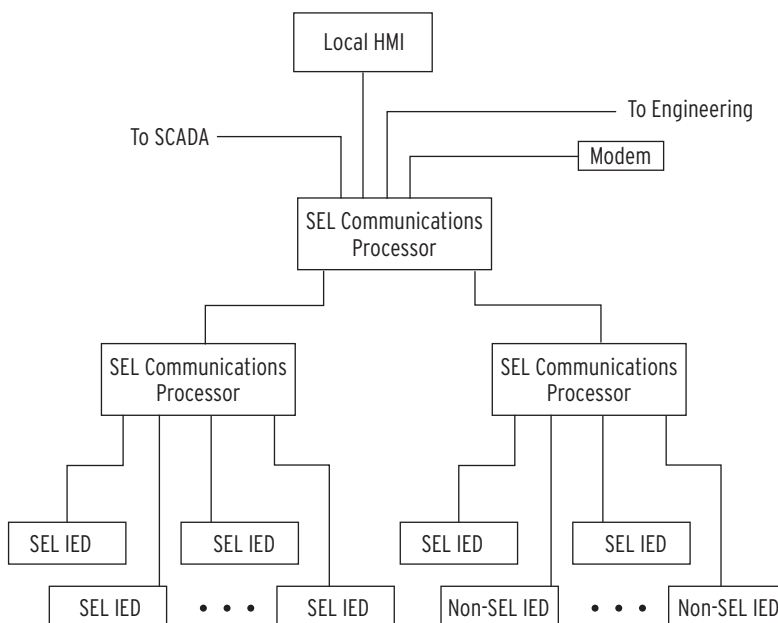 Local HMI
To SCADA
To Engineering
Modem
SEL Communications
Processor
SEL Communications
Processor
SEL Communications
Processor
SEL IED
SEL IED
SEL IED
SEL IED
SEL IED
• • •
SEL IED
Non-SEL IED
• • •
Non-SEL IED